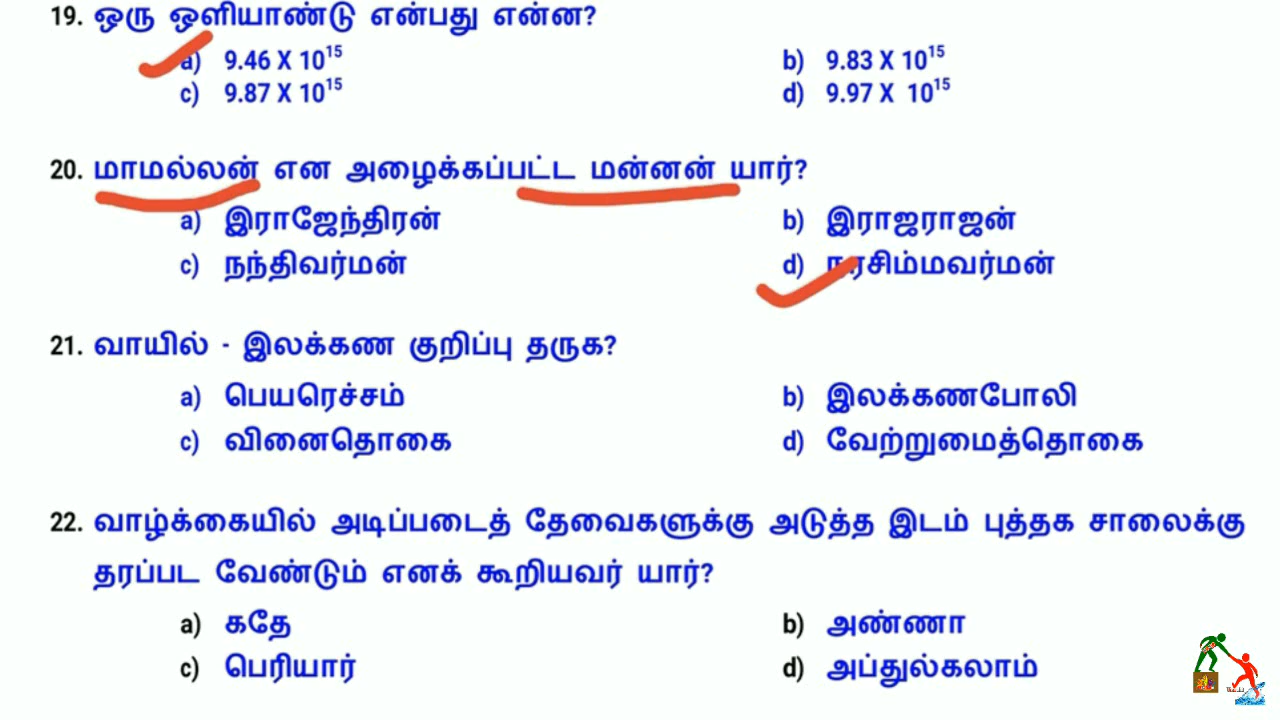 19. ஒரு ஒளியாண்டு என்பது என்ன?
a) 9.46 X 10¹⁵ b) 9.83 X 10¹⁵
c) 9.87 X 10¹⁵ d) 9.97 X 10¹⁵
20. மாமல்லன் என அழைக்கப்பட்ட மன்னன் யார்?
a) இராஜேந்திரன் b) இராஜராஜன்
c) நந்திவர்மன் d) நரசிம்மவர்மன்
21. வாயில் - இலக்கண குறிப்பு தருக?
a) பெயரெச்சம் b) இலக்கணபோலி
c) வினைதொகை d) வேற்றுமைத்தொகை
22. வாழ்க்கையில் அடிப்படைத் தேவைகளுக்கு அடுத்த இடம் புத்தக சாலைக்கு
தரப்பட வேண்டும் எனக் கூறியவர் யார்?
a) கதே b) அண்ணா
c) பெரியார் d) அப்துல்கலாம்